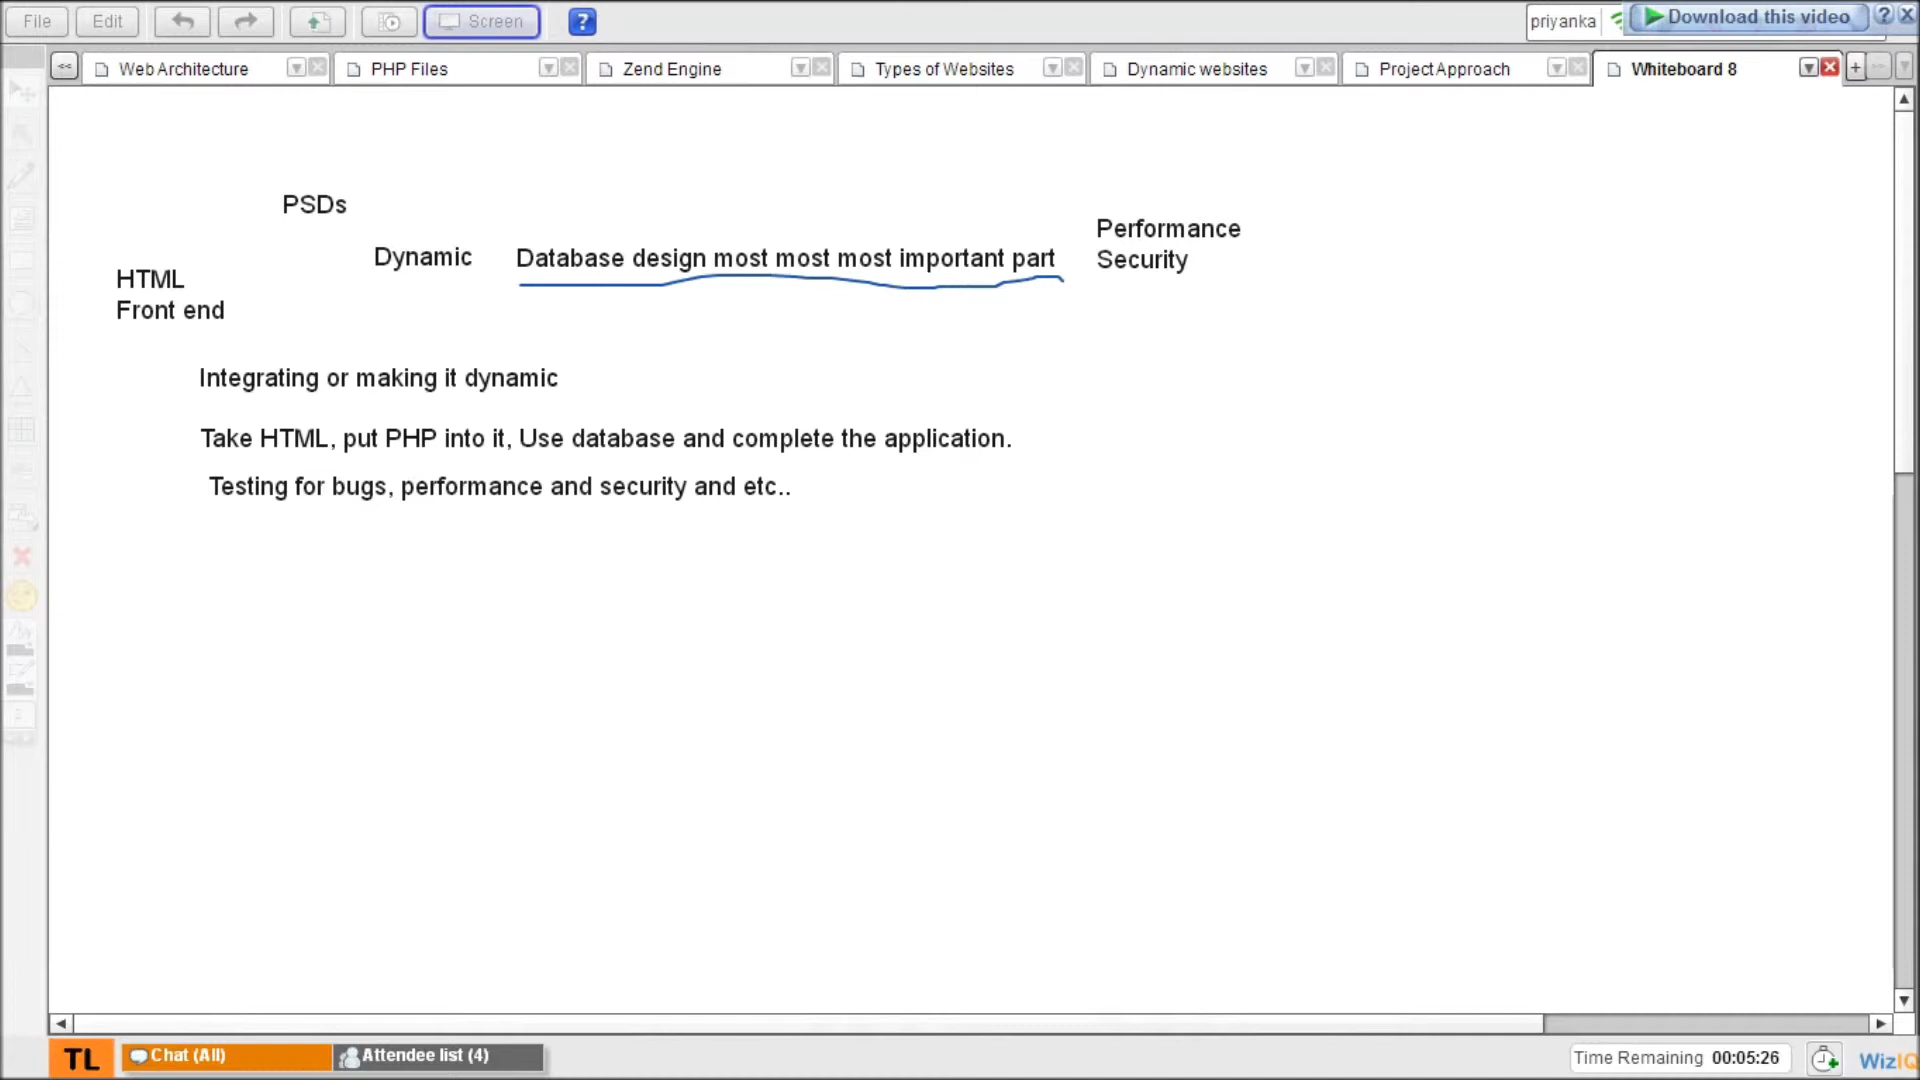 File Edit Screen ? priyanka Download this video ? X
<< Web Architecture PHP Files Zend Engine Types of Websites Dynamic websites Project Approach Whiteboard 8 +
PSDs
Performance
Dynamic Database design most most most important part
Security
HTML
Front end
Integrating or making it dynamic
Take HTML, put PHP into it, Use database and complete the application.
Testing for bugs, performance and security and etc..
TL Chat (All) Attendee list (4) Time Remaining 00:05:26 WizIQ